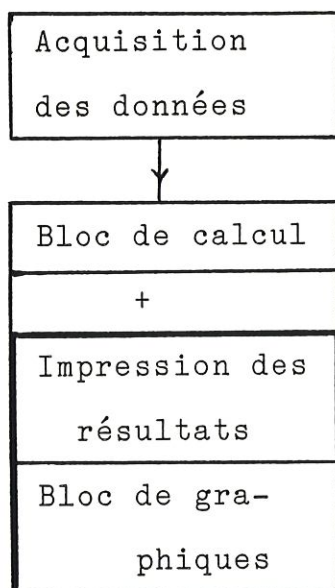 Acquisition
des données
Bloc de calcul
+
Impression des
résultats
Bloc de gra-
phiques